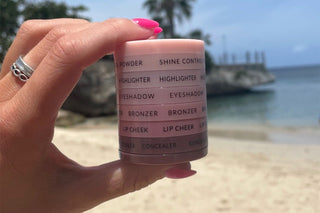 POWDER SHINE CONTROL
HIGHLIGHTER HIGHLIGHTER
EYESHADOW EYESHADOW
BRONZER BRONZER
LIP CHEEK LIP CHEEK
CONCEALER